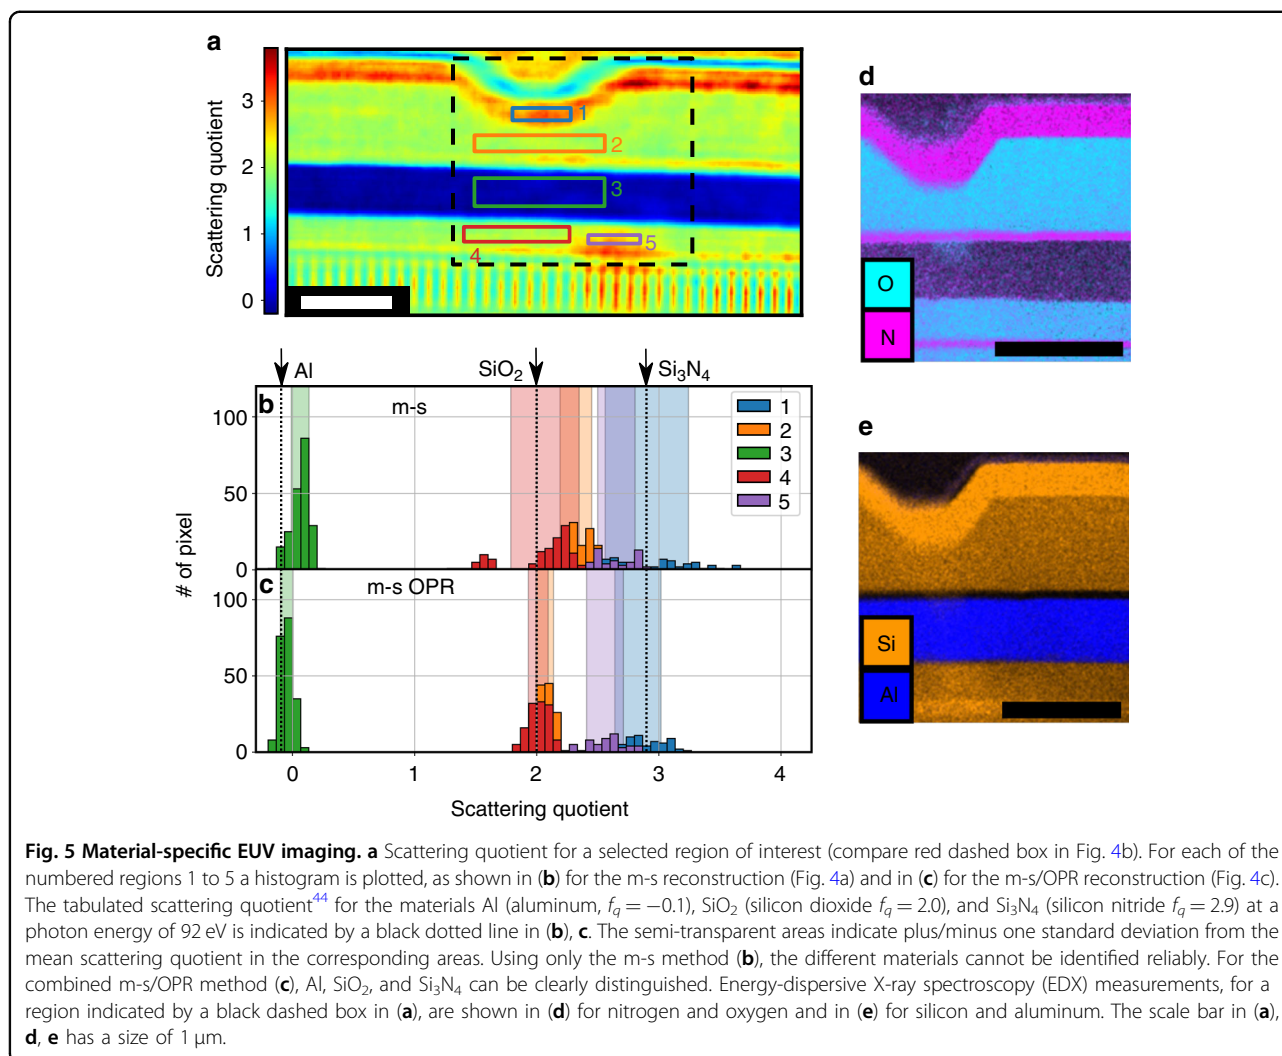 a
Scattering quotient
3
2
1
0
1
2
3
4
5
d
O
N
Al
SiO2
Si3N4
b
m-s
100
50
0
1
2
3
4
5
# of pixel
c
m-s OPR
100
50
0
0
1
2
3
4
Scattering quotient
e
Si
Al
Fig. 5 Material-specific EUV imaging. a Scattering quotient for a selected region of interest (compare red dashed box in Fig. 4b). For each of the
numbered regions 1 to 5 a histogram is plotted, as shown in (b) for the m-s reconstruction (Fig. 4a) and in (c) for the m-s/OPR reconstruction (Fig. 4c).
The tabulated scattering quotient44 for the materials Al (aluminum, fq = −0.1), SiO2 (silicon dioxide fq = 2.0), and Si3N4 (silicon nitride fq = 2.9) at a
photon energy of 92 eV is indicated by a black dotted line in (b), c. The semi-transparent areas indicate plus/minus one standard deviation from the
mean scattering quotient in the corresponding areas. Using only the m-s method (b), the different materials cannot be identified reliably. For the
combined m-s/OPR method (c), Al, SiO2, and Si3N4 can be clearly distinguished. Energy-dispersive X-ray spectroscopy (EDX) measurements, for a
region indicated by a black dashed box in (a), are shown in (d) for nitrogen and oxygen and in (e) for silicon and aluminum. The scale bar in (a),
d, e has a size of 1 μm.